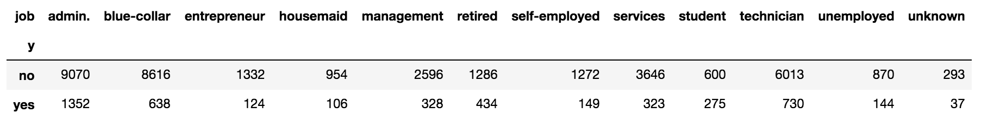 job admin. blue-collar entrepreneur housemaid management retired self-employed services student technician unemployed unknown
y
no 9070 8616 1332 954 2596 1286 1272 3646 600 6013 870 293
yes 1352 638 124 106 328 434 149 323 275 730 144 37